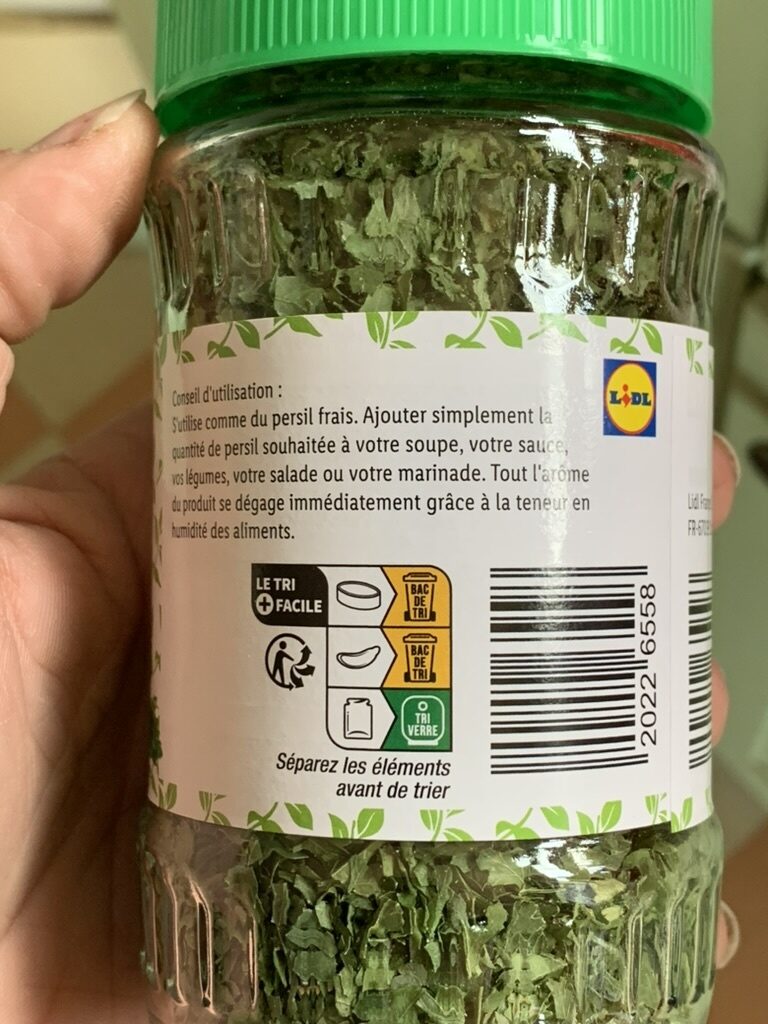 Conseil d'utilisation :
S'utilise comme du persil frais. Ajouter simplement la
quantité de persil souhaitée à votre soupe, votre sauce,
vos légumes, votre salade ou votre marinade. Tout l'arôme
du produit se dégage immédiatement grâce à la teneur en
humidité des aliments.
LIDL
Lidl
LE TRI
+ FACILE
BAC
DE
TRI
BAC
DE
TRI
TRI
VERRE
Séparez les éléments
avant de trier
2022 6558